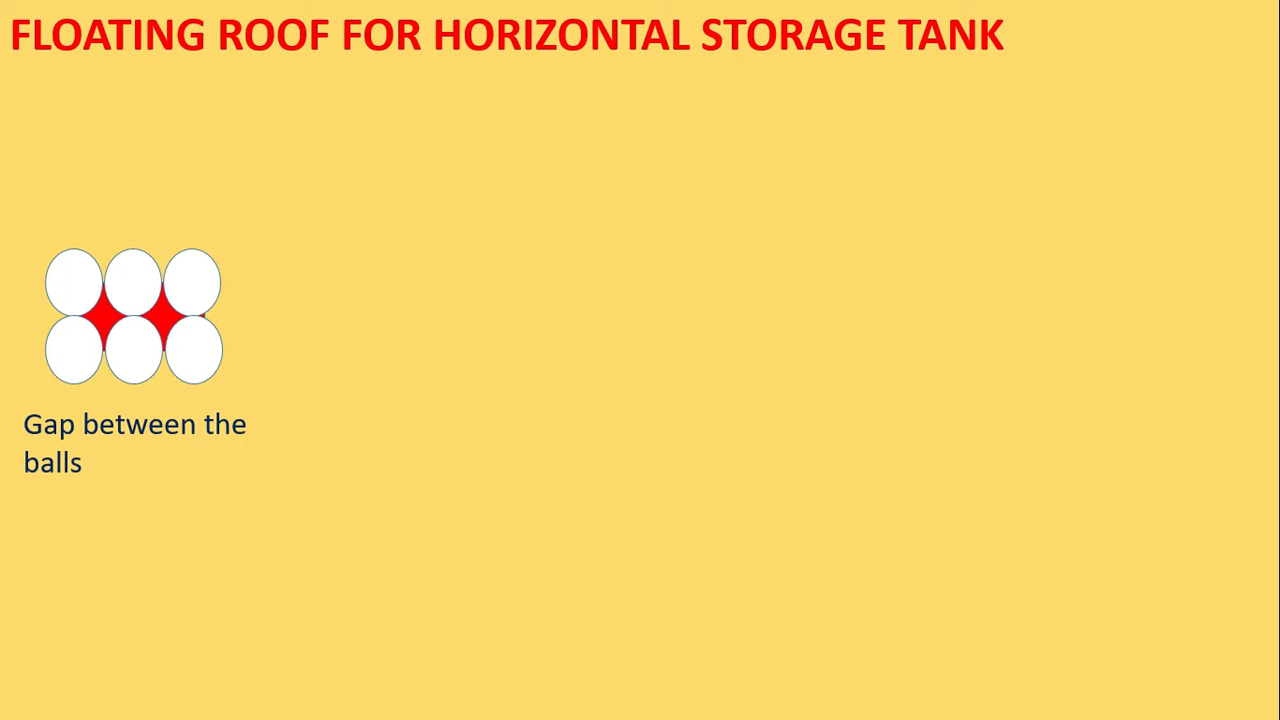 FLOATING ROOF FOR HORIZONTAL STORAGE TANK
Gap between the
balls